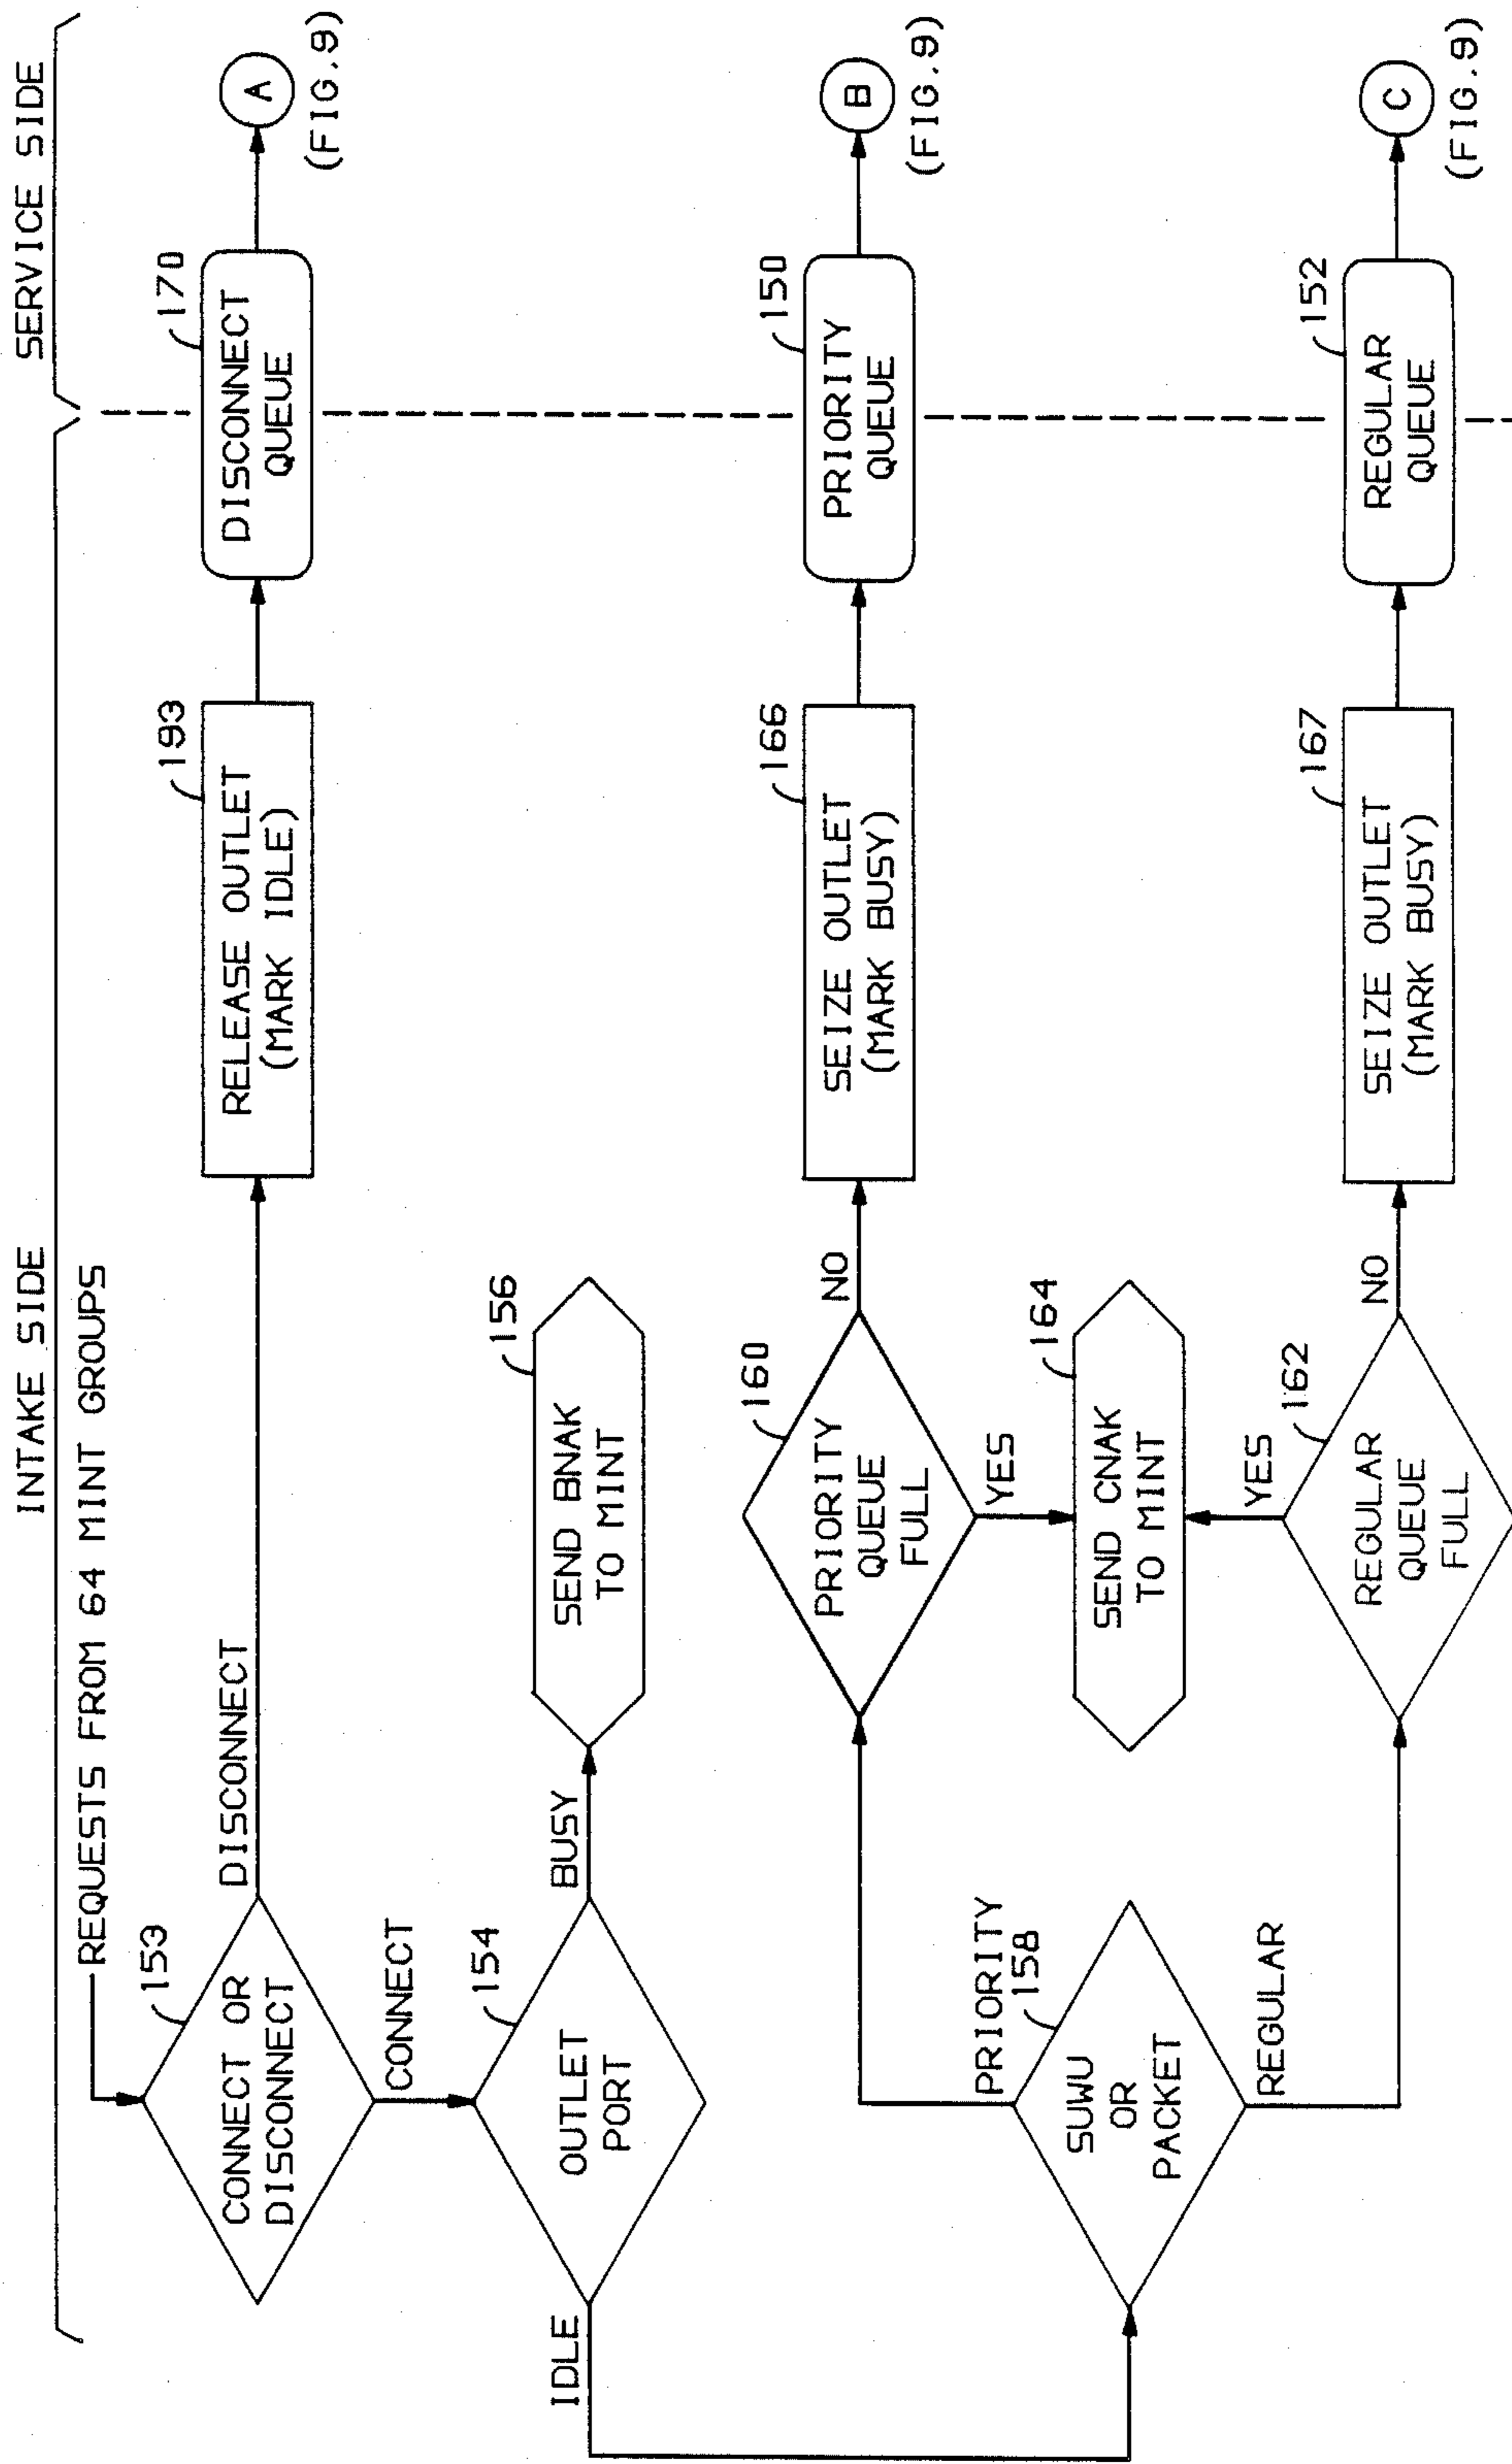 INTAKE SIDE
SERVICE SIDE
REQUESTS FROM 64 MINT GROUPS
153
CONNECT OR
DISCONNECT
DISCONNECT
193
RELEASE OUTLET
(MARK IDLE)
170
DISCONNECT
QUEUE
A
(FIG.9)
CONNECT
154
OUTLET
PORT
BUSY
156
SEND BNAK
TO MINT
IDLE
PRIORITY
158
SUWU
OR
PACKET
REGULAR
160
PRIORITY
QUEUE
FULL
NO
166
SEIZE OUTLET
(MARK BUSY)
150
PRIORITY
QUEUE
B
(FIG.9)
YES
164
SEND CNAK
TO MINT
YES
162
REGULAR
QUEUE
FULL
NO
167
SEIZE OUTLET
(MARK BUSY)
152
REGULAR
QUEUE
C
(FIG.9)